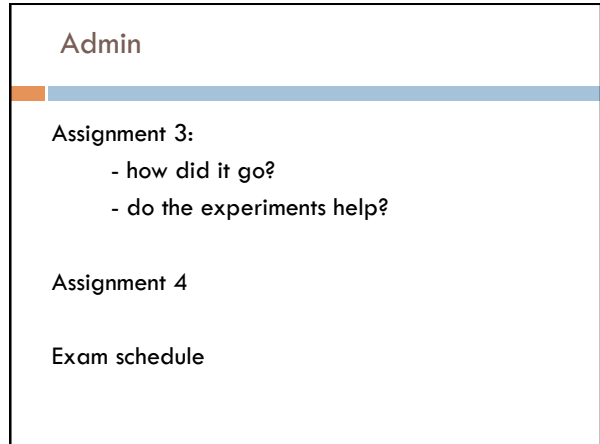 Admin
Assignment 3:
- how did it go?
- do the experiments help?
Assignment 4
Exam schedule